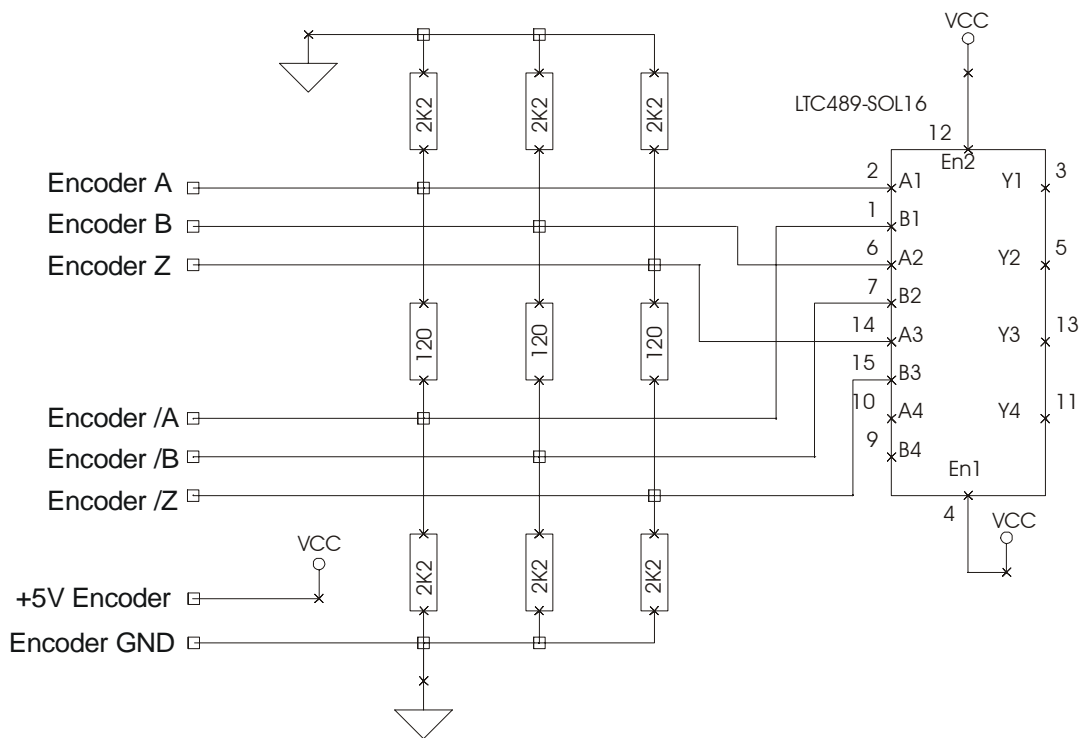 VCC
LTC489-SOL16
2K2 2K2 2K2
12
En2
Encoder A 2 A1 Y1 3
Encoder B 1 B1
Encoder Z 6 A2 Y2 5
7 B2
120 120 120 14 A3 Y3 13
15 B3
Encoder /A 10 A4 Y4 11
Encoder /B 9 B4
Encoder /Z En1
4 VCC
VCC
2K2 2K2 2K2
+5V Encoder
Encoder GND